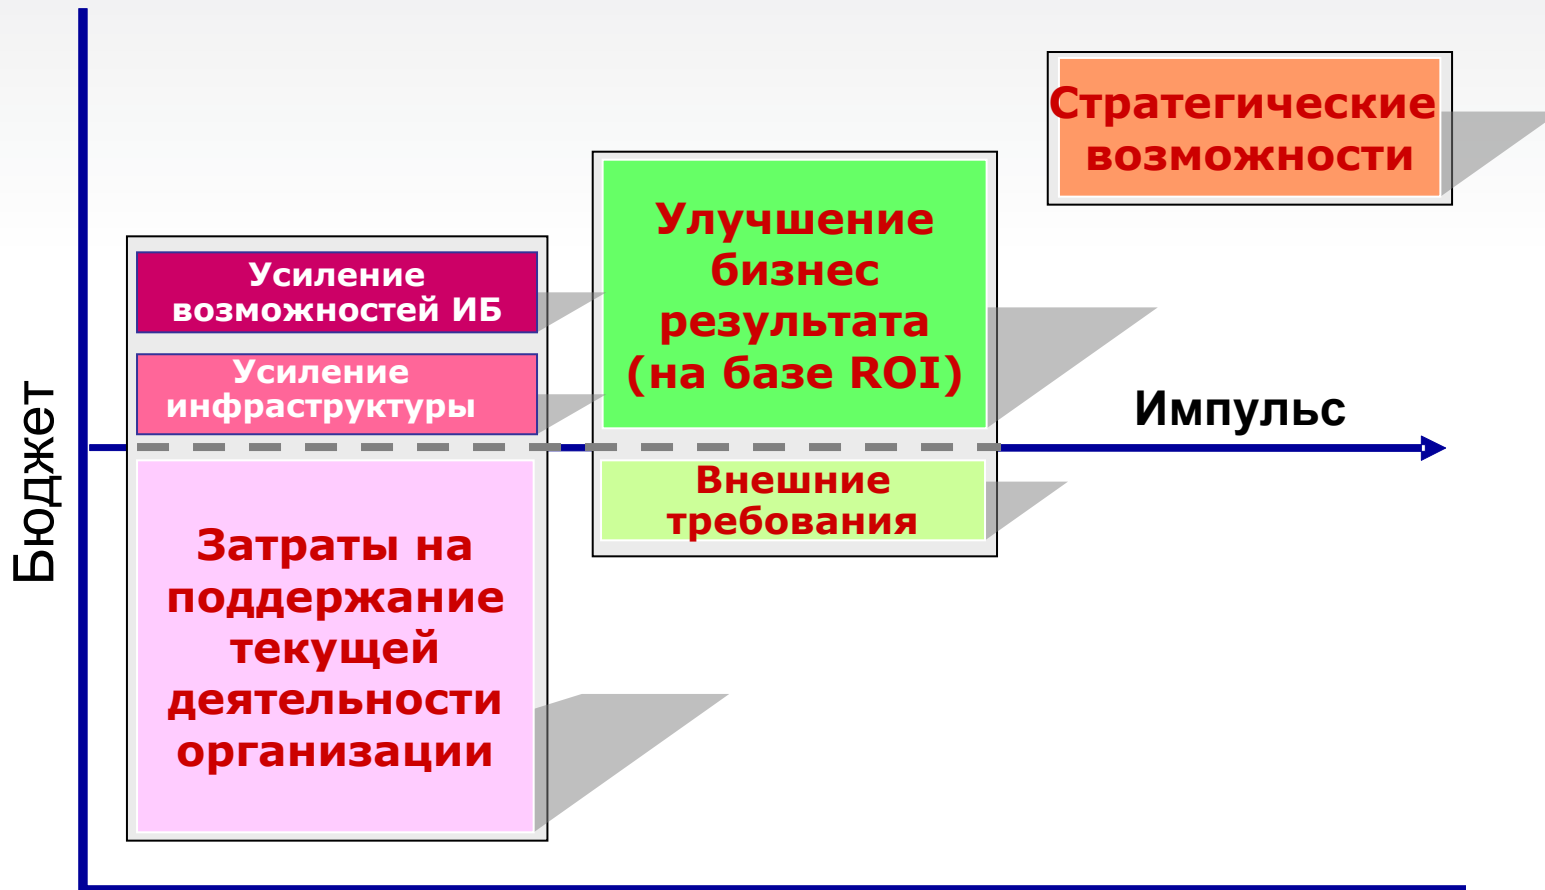 Стратегические
возможности
Улучшение
бизнес
результата
(на базе ROI)
Усиление
возможностей ИБ
Усиление
инфраструктуры
Импульс
Бюджет
Внешние
требования
Затраты на
поддержание
текущей
деятельности
организации